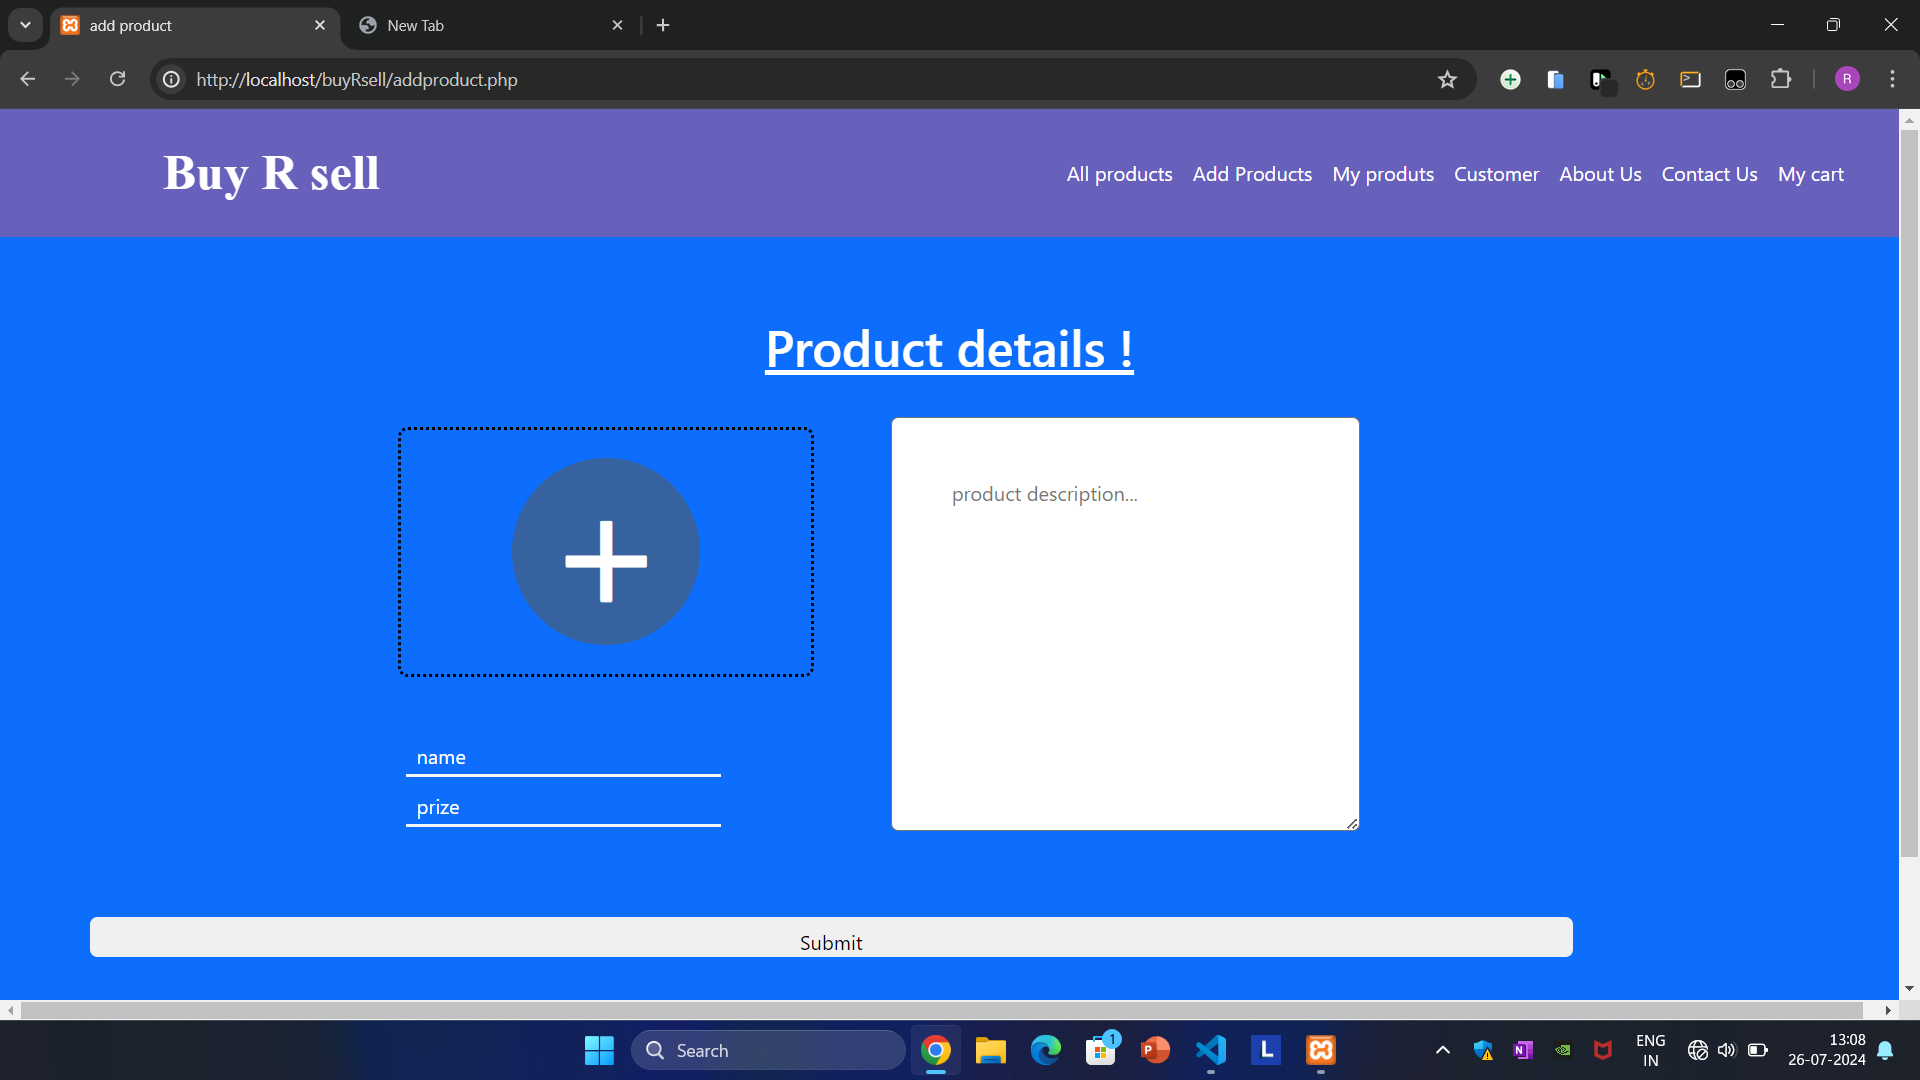 add product
New Tab
http://localhost/buyRsell/addproduct.php
R
Buy R sell
All products Add Products My produts Customer About Us Contact Us My cart
Product details !
product description...
name
prize
Submit
Search
1
P
L
N
ENG
IN
13:08
26-07-2024